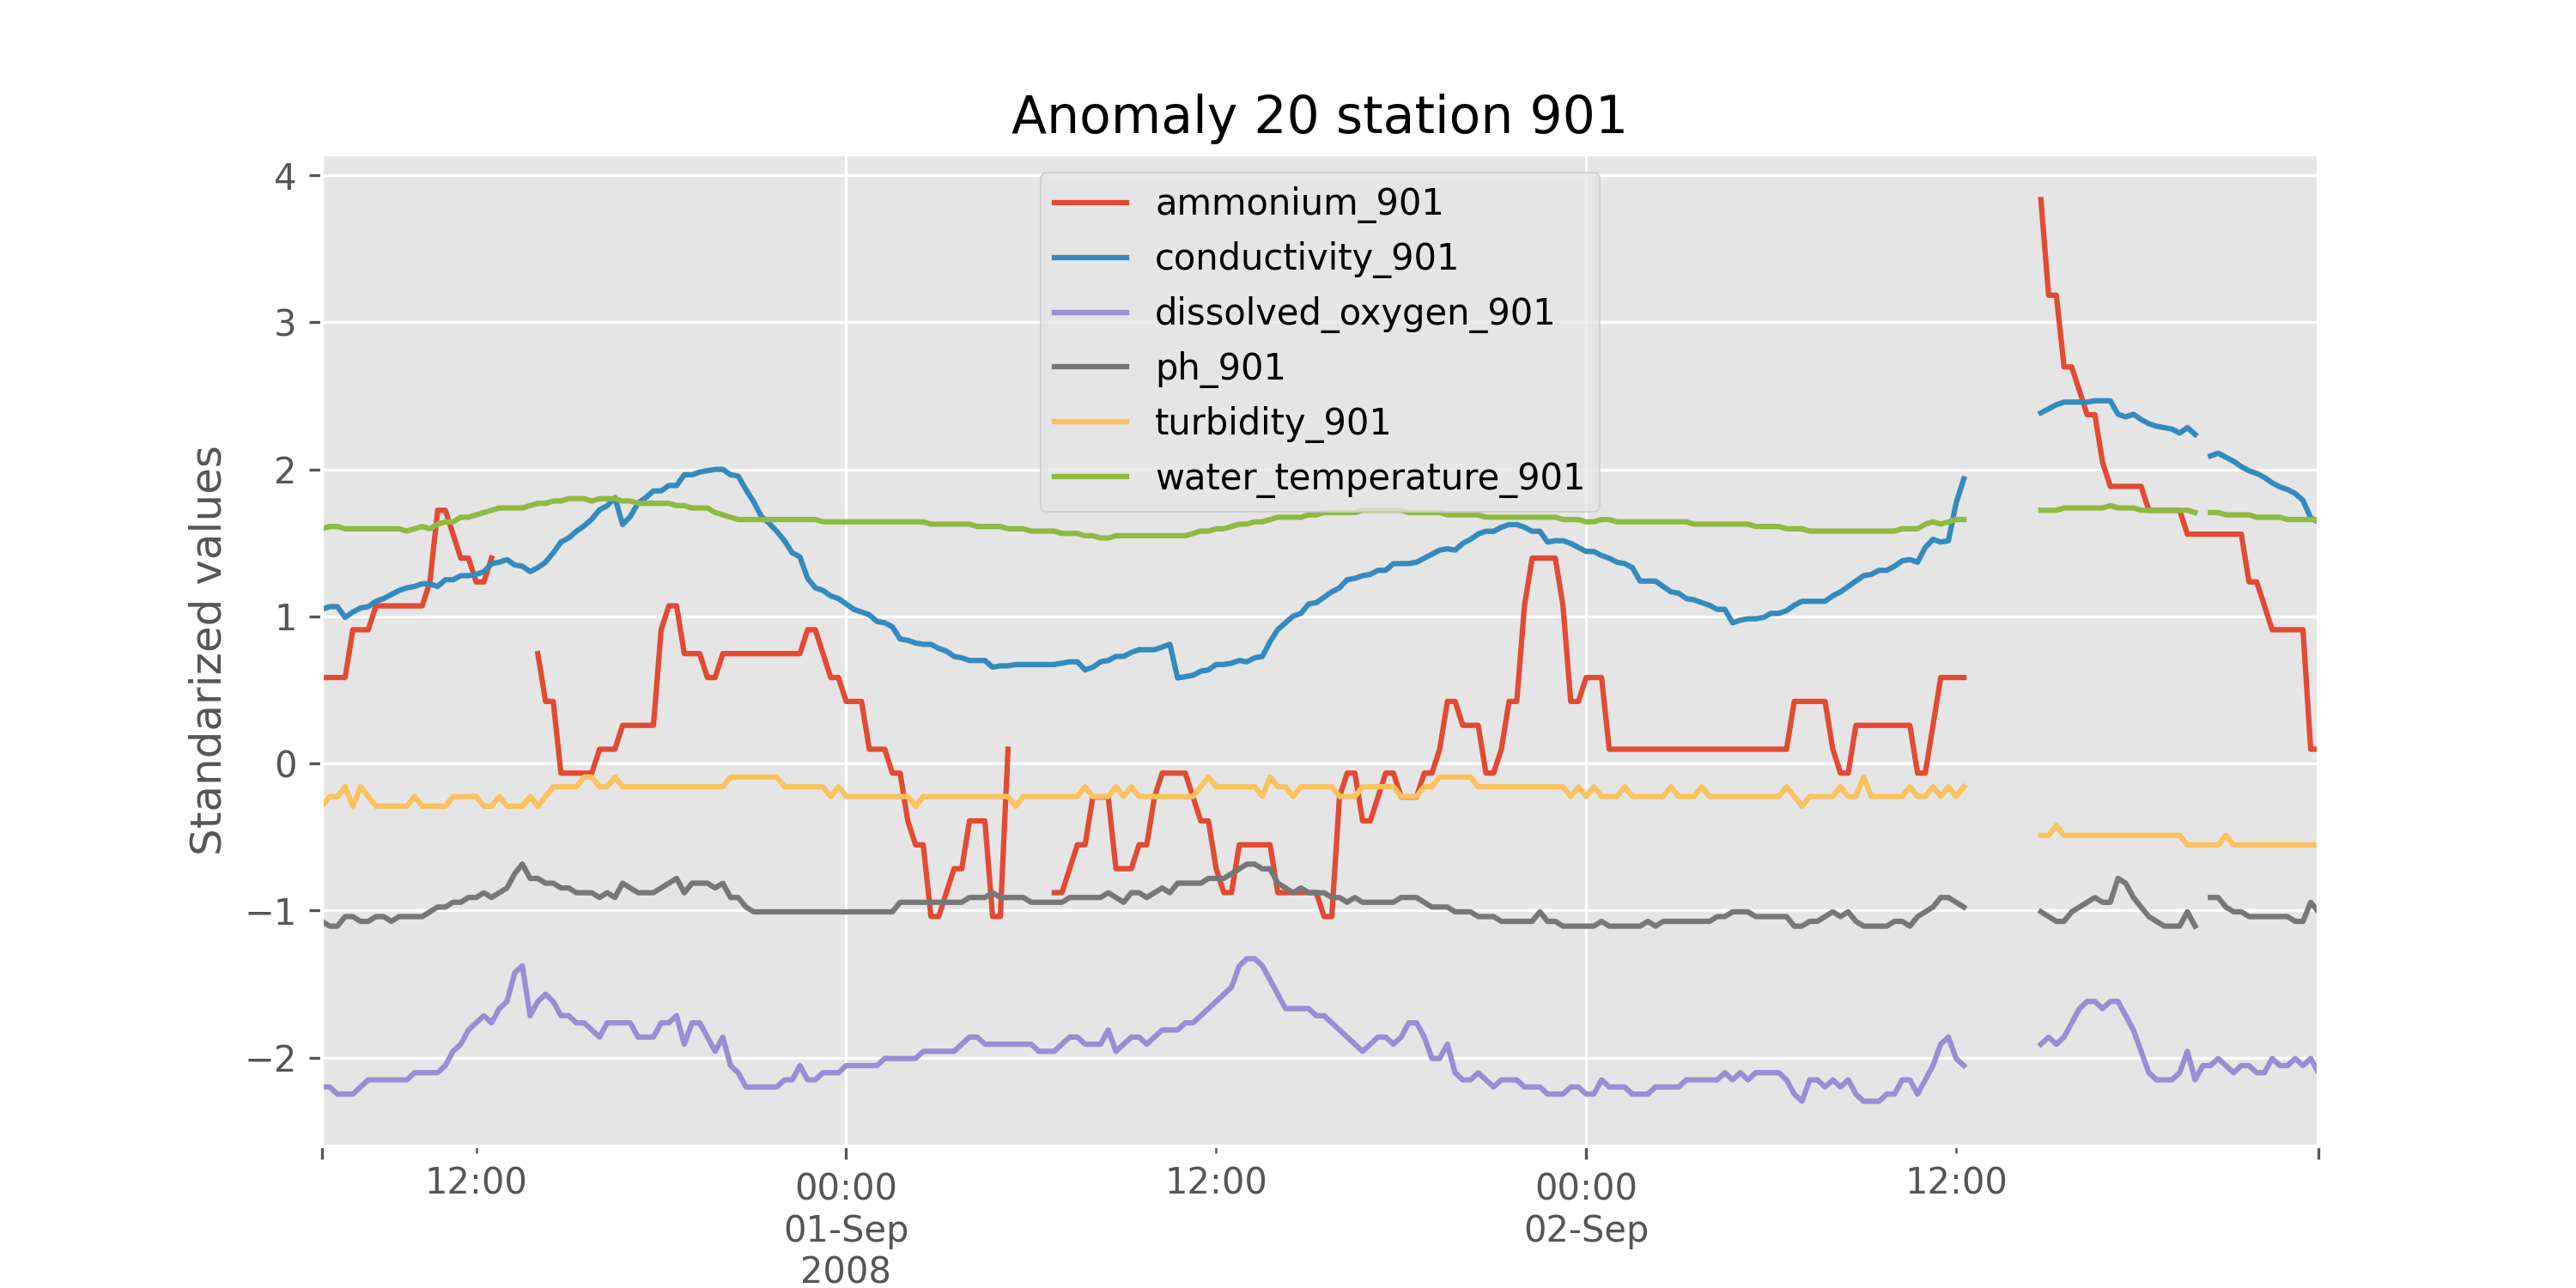 Anomaly 20 station 901
4
3
2
1
0
−1
−2
Standarized values
ammonium_901
conductivity_901
dissolved_oxygen_901
ph_901
turbidity_901
water_temperature_901
12:00
00:00
01-Sep
2008
12:00
00:00
02-Sep
12:00